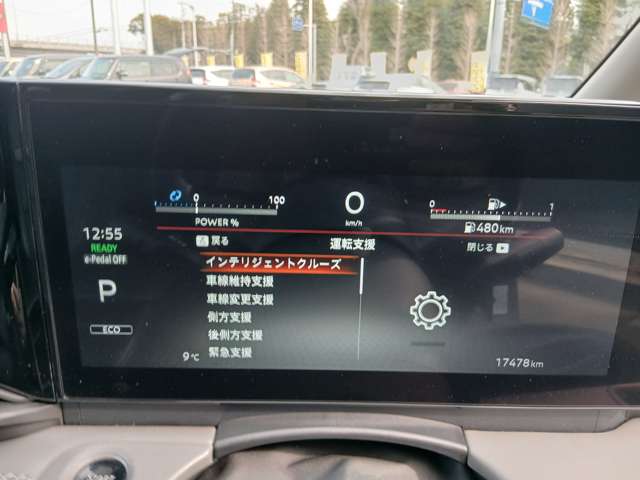 0 100
POWER %
0
km/h
0 1
480km
12:55
READY
e-Pedal OFF
戻る
運転支援
閉じる
インテリジェントクルーズ
車線維持支援
車線変更支援
側方支援
後側方支援
緊急支援
P
ECO
9℃
17478km